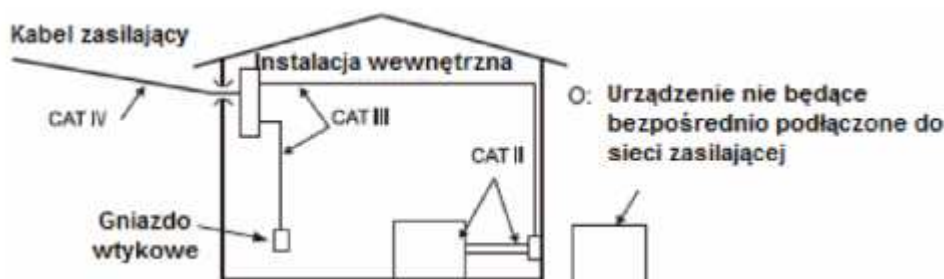 Kabel zasilający
Instalacja wewnętrzna
CAT IV
CAT III
CAT II
O: Urządzenie nie będące
bezpośrednio podłączone do
sieci zasilającej
Gniazdo
wtykowe